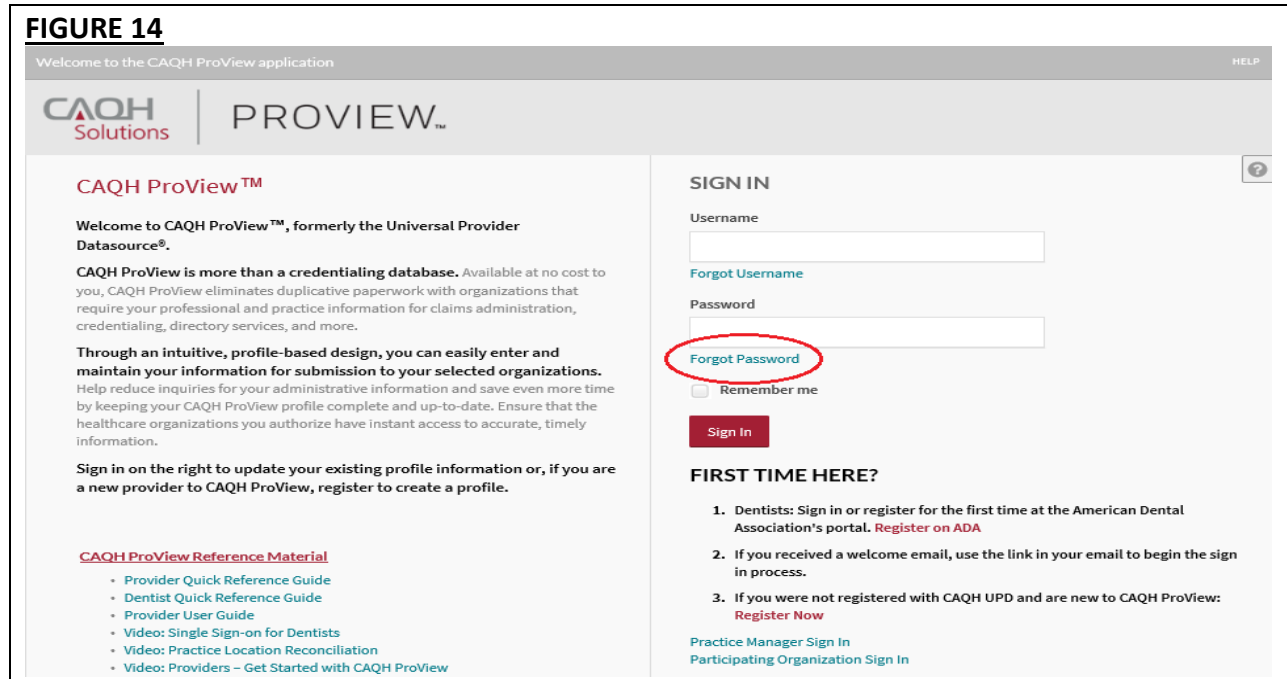 FIGURE 14
Welcome to the CAQH ProView application
HELP
CAQH
Solutions
PROVIEW™
CAQH ProView™
Welcome to CAQH ProView™, formerly the Universal Provider
Datasource®.
CAQH ProView is more than a credentialing database. Available at no cost to
you, CAQH ProView eliminates duplicative paperwork with organizations that
require your professional and practice information for claims administration,
credentialing, directory services, and more.
Through an intuitive, profile-based design, you can easily enter and
maintain your information for submission to your selected organizations.
Help reduce inquiries for your administrative information and save even more time
by keeping your CAQH ProView profile complete and up-to-date. Ensure that the
healthcare organizations you authorize have instant access to accurate, timely
information.
Sign in on the right to update your existing profile information or, if you are
a new provider to CAQH ProView, register to create a profile.
CAQH ProView Reference Material
• Provider Quick Reference Guide
• Dentist Quick Reference Guide
• Provider User Guide
• Video: Single Sign-on for Dentists
• Video: Practice Location Reconciliation
• Video: Providers – Get Started with CAQH ProView
?
SIGN IN
Username
Forgot Username
Password
Forgot Password
Remember me
Sign In
FIRST TIME HERE?
1. Dentists: Sign in or register for the first time at the American Dental
Association's portal. Register on ADA
2. If you received a welcome email, use the link in your email to begin the sign
in process.
3. If you were not registered with CAQH UPD and are new to CAQH ProView:
Register Now
Practice Manager Sign In
Participating Organization Sign In